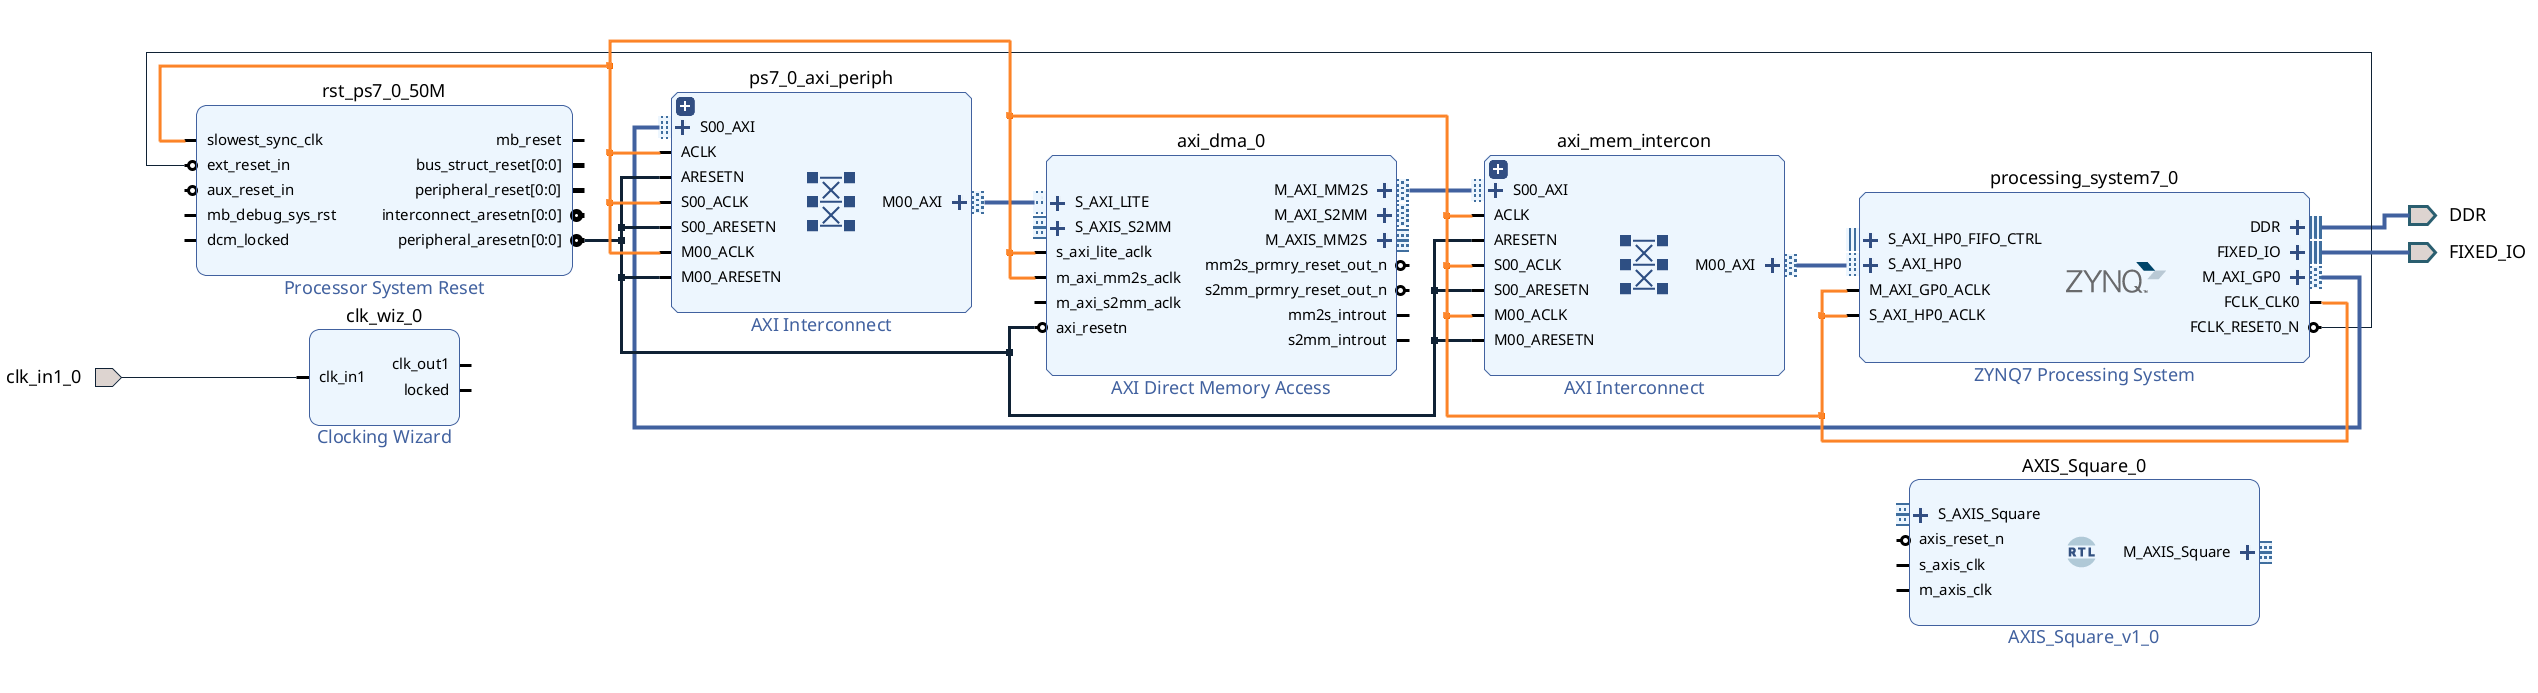 rst_ps7_0_50M
slowest_sync_clk
ext_reset_in
aux_reset_in
mb_debug_sys_rst
dcm_locked
mb_reset
bus_struct_reset[0:0]
peripheral_reset[0:0]
interconnect_aresetn[0:0]
peripheral_aresetn[0:0]
Processor System Reset
clk_wiz_0
clk_in1_0
clk_in1
clk_out1
locked
Clocking Wizard
ps7_0_axi_periph
S00_AXI
ACLK
ARESETN
S00_ACLK
S00_ARESETN
M00_ACLK
M00_ARESETN
M00_AXI
AXI Interconnect
axi_dma_0
S_AXI_LITE
S_AXIS_S2MM
s_axi_lite_aclk
m_axi_mm2s_aclk
m_axi_s2mm_aclk
axi_resetn
M_AXI_MM2S
M_AXI_S2MM
M_AXIS_MM2S
mm2s_prmry_reset_out_n
s2mm_prmry_reset_out_n
mm2s_introut
s2mm_introut
AXI Direct Memory Access
axi_mem_intercon
S00_AXI
ACLK
ARESETN
S00_ACLK
S00_ARESETN
M00_ACLK
M00_ARESETN
M00_AXI
AXI Interconnect
processing_system7_0
S_AXI_HP0_FIFO_CTRL
S_AXI_HP0
M_AXI_GP0_ACLK
S_AXI_HP0_ACLK
ZYNQ
DDR
FIXED_IO
M_AXI_GP0
FCLK_CLK0
FCLK_RESET0_N
ZYNQ7 Processing System
DDR
FIXED_IO
AXIS_Square_0
S_AXIS_Square
axis_reset_n
s_axis_clk
m_axis_clk
RTL
M_AXIS_Square
AXIS_Square_v1_0